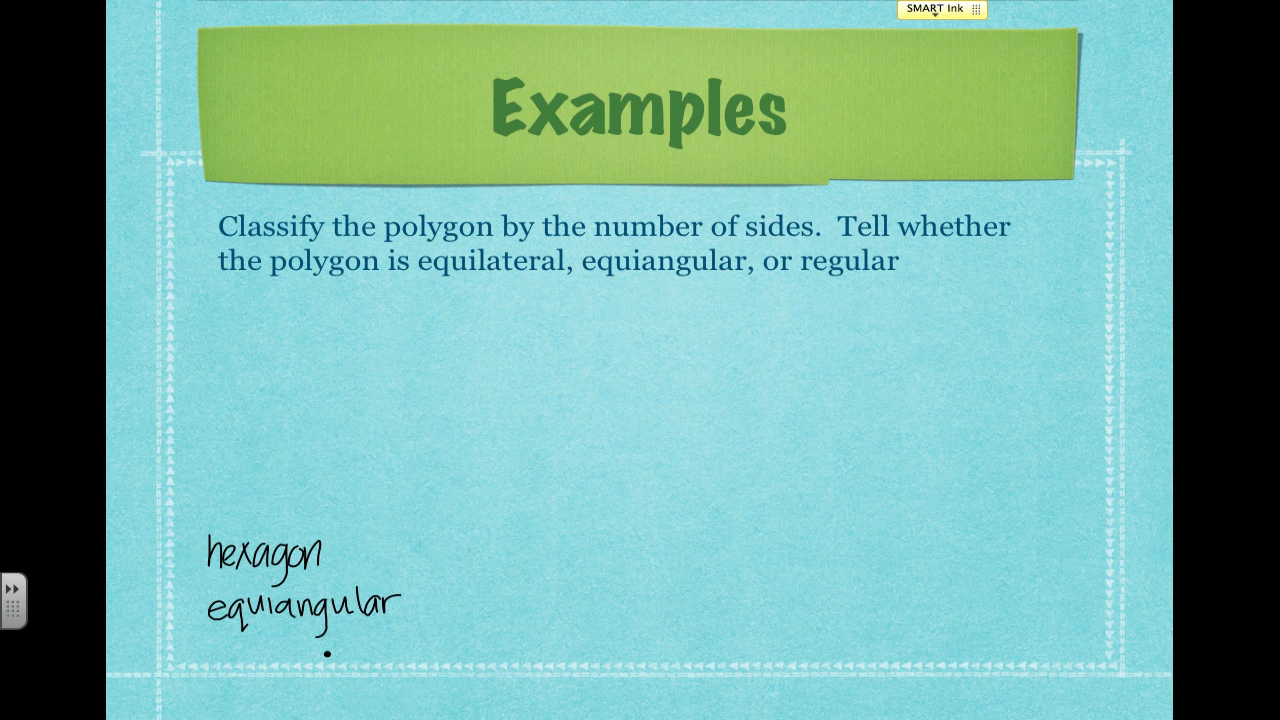 SMART Ink
Examples
Classify the polygon by the number of sides.  Tell whether
the polygon is equilateral, equiangular, or regular
hexagon
equiangular